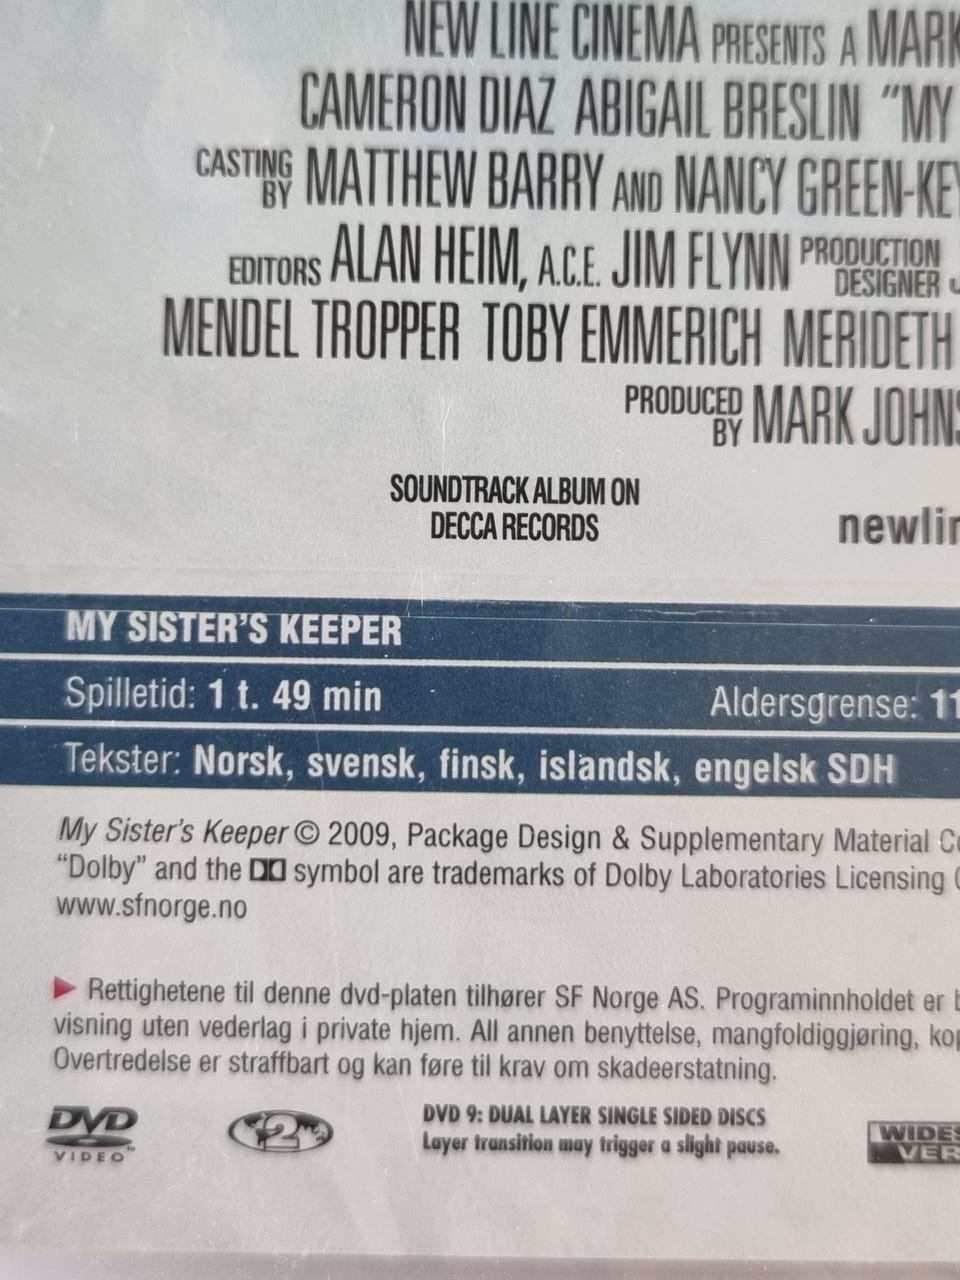 NEW LINE CINEMA PRESENTS A MARK
CAMERON DIAZ ABIGAIL BRESLIN “MY
CASTING BY MATTHEW BARRY AND NANCY GREEN-KEY
EDITORS ALAN HEIM, A.C.E. JIM FLYNN PRODUCTION DESIGNER
MENDEL TROPPER TOBY EMMERICH MERIDETH
PRODUCED BY MARK JOHNS
SOUNDTRACK ALBUM ON
DECCA RECORDS
newlin
MY SISTER’S KEEPER
Spilletid: 1 t. 49 min Aldersgrense: 11
Tekster: Norsk, svensk, finsk, islandsk, engelsk SDH
My Sister’s Keeper © 2009, Package Design & Supplementary Material Co
“Dolby” and the symbol are trademarks of Dolby Laboratories Licensing
www.sfnorge.no
Rettighetene til denne dvd-platen tilhører SF Norge AS. Programinnholdet er b
visning uten vederlag i private hjem. All annen benyttelse, mangfoldiggjøring, kop
Overtredelse er straffbart og kan føre til krav om skadeerstatning.
DVD VIDEO
2
DVD 9: DUAL LAYER SINGLE SIDED DISCS
Layer transition may trigger a slight pause.
WIDES
VER